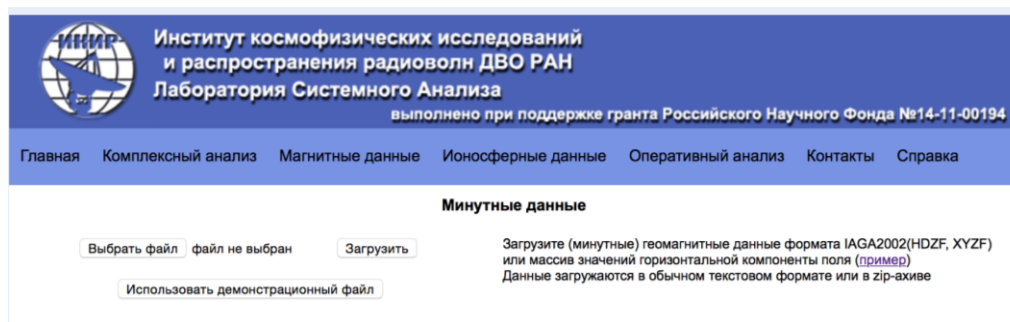 ИКИР
Институт космофизических исследований
и распространения радиоволн ДВО РАН
Лаборатория Системного Анализа
выполнено при поддержке гранта Российского Научного Фонда №14-11-00194
Главная Комплексный анализ Магнитные данные Ионосферные данные Оперативный анализ Контакты Справка
Минутные данные
Выбрать файл файл не выбран Загрузить
Использовать демонстрационный файл
Загрузите (минутные) геомагнитные данные формата IAGA2002(HDZF, XYZF)
или массив значений горизонтальной компоненты поля (пример)
Данные загружаются в обычном текстовом формате или в zip-ахиве